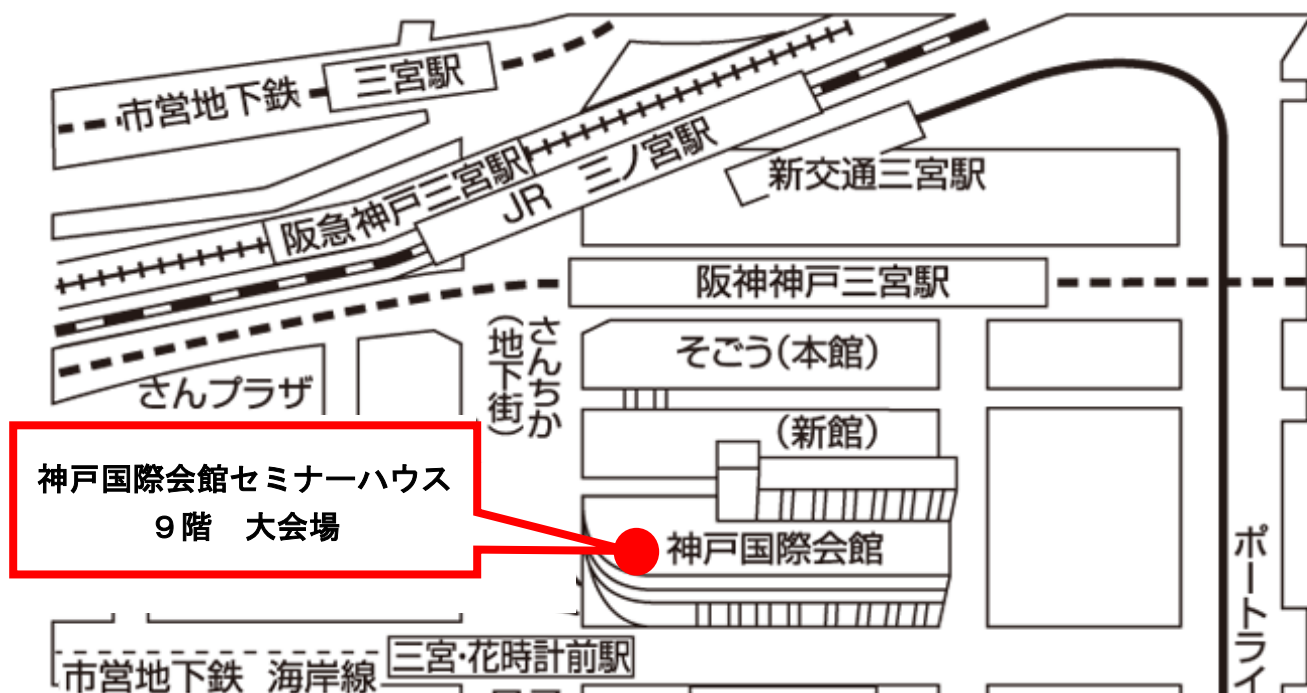 三宮駅
市営地下鉄
阪急神戸三宮駅
JR 三ノ宮駅
新交通三宮駅
阪神神戸三宮駅
さんちか
(地下街)
そごう(本館)
さんプラザ
(新館)
神戸国際会館セミナーハウス
9階 大会場
神戸国際会館
ポートライ
三宮・花時計前駅
市営地下鉄 海岸線